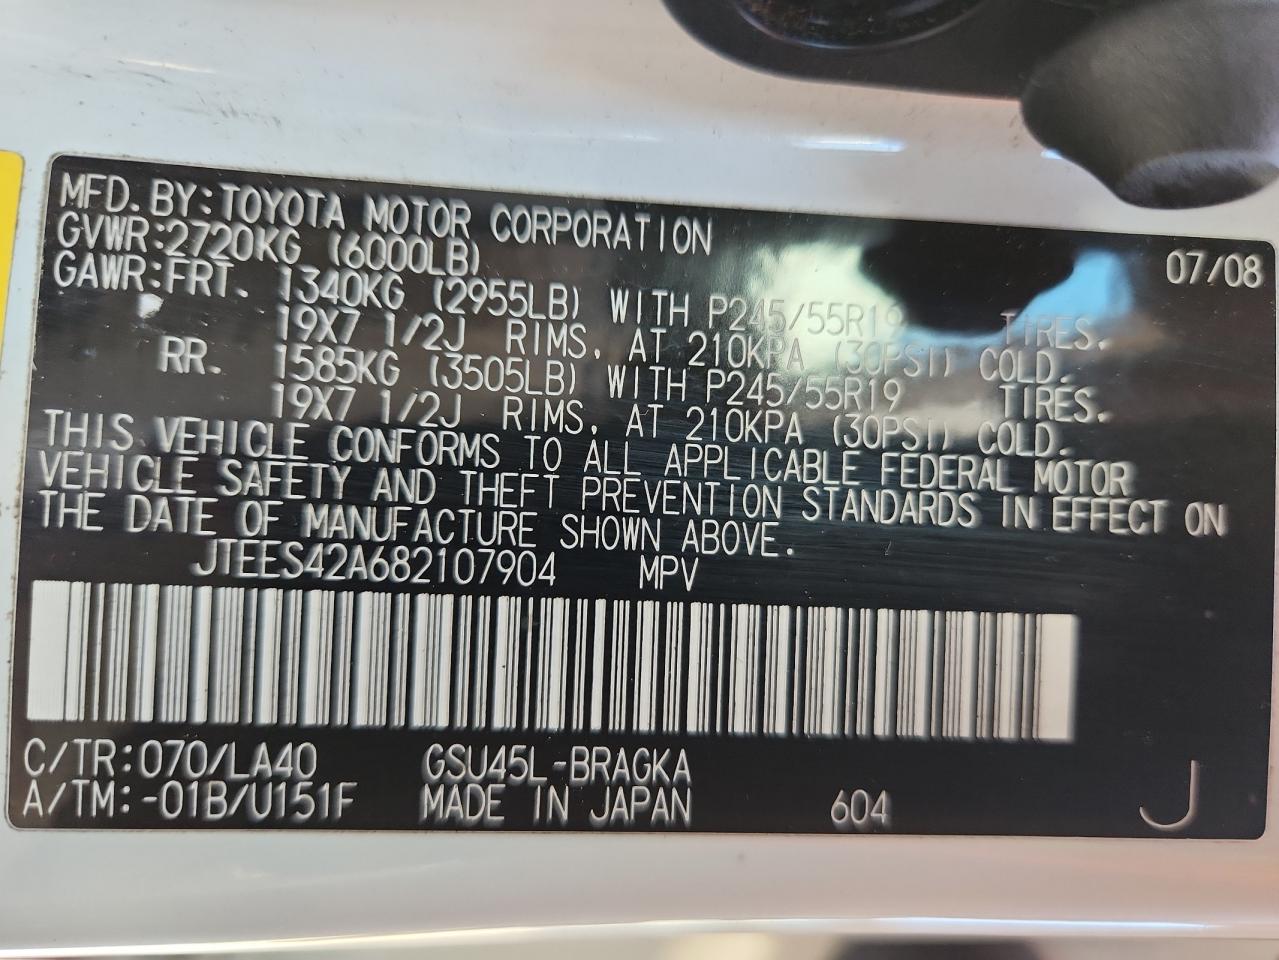 MFD. BY: TOYOTA MOTOR CORPORATION 07/08
GVWR: 2720KG (6000LB)
GAWR: FRT. 1340KG (2955LB) WITH P245/55R19 TIRES.
19X7 1/2J RIMS, AT 210KPA (30PSI) COLD.
RR. 1585KG (3505LB) WITH P245/55R19 TIRES.
19X7 1/2J RIMS, AT 210KPA (30PSI) COLD.
THIS VEHICLE CONFORMS TO ALL APPLICABLE FEDERAL MOTOR
VEHICLE SAFETY AND THEFT PREVENTION STANDARDS IN EFFECT ON
THE DATE OF MANUFACTURE SHOWN ABOVE.
JTEES42A682107904 MPV
C/TR: 070/LA40 GSU45L-BRAGKA
A/TM: -01B/U151F MADE IN JAPAN 604 J